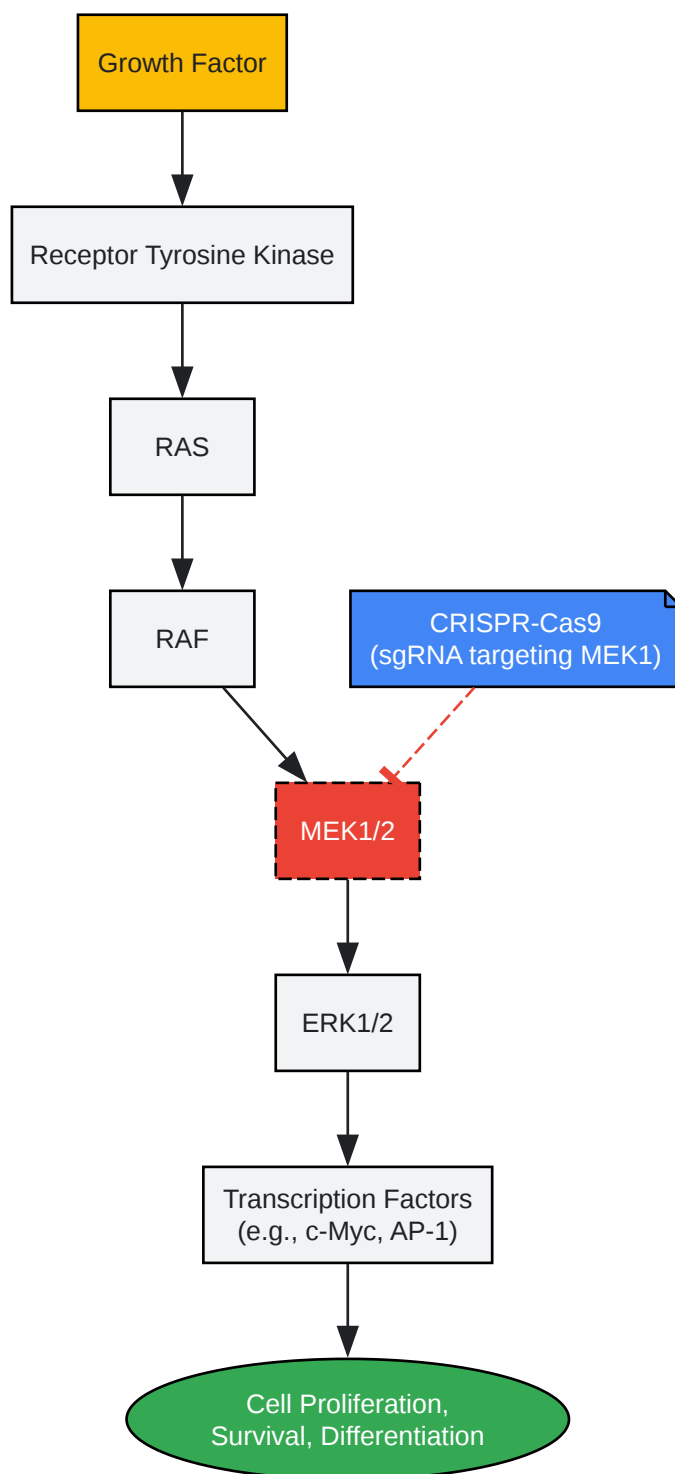 Growth Factor
Receptor Tyrosine Kinase
RAS
RAF
CRISPR-Cas9
(sgRNA targeting MEK1)
MEK1/2
ERK1/2
Transcription Factors
(e.g., c-Myc, AP-1)
Cell Proliferation,
Survival, Differentiation